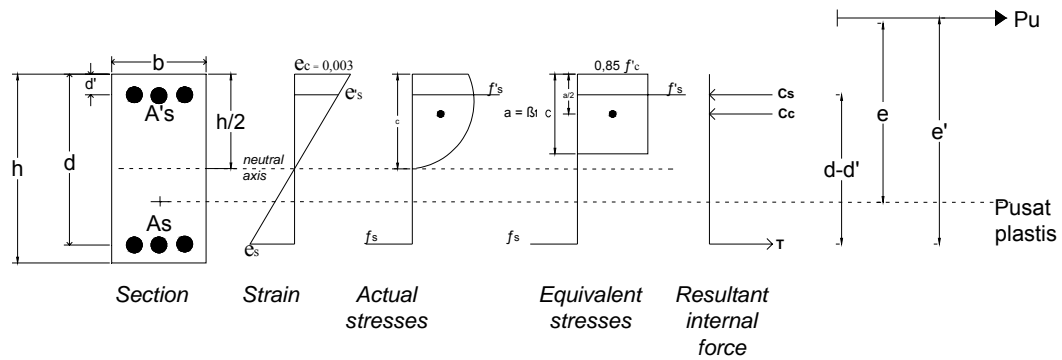 b
d'
A's
h/2
h
d
As
neutral
axis
ec = 0,003
e's
es
c
f's
fs
0,85 f'c
a/2
a = ß1 c
f's
fs
Cs
Cc
T
Pu
e
e'
d-d'
Pusat
plastis
Section
Strain
Actual
stresses
Equivalent
stresses
Resultant
internal
force